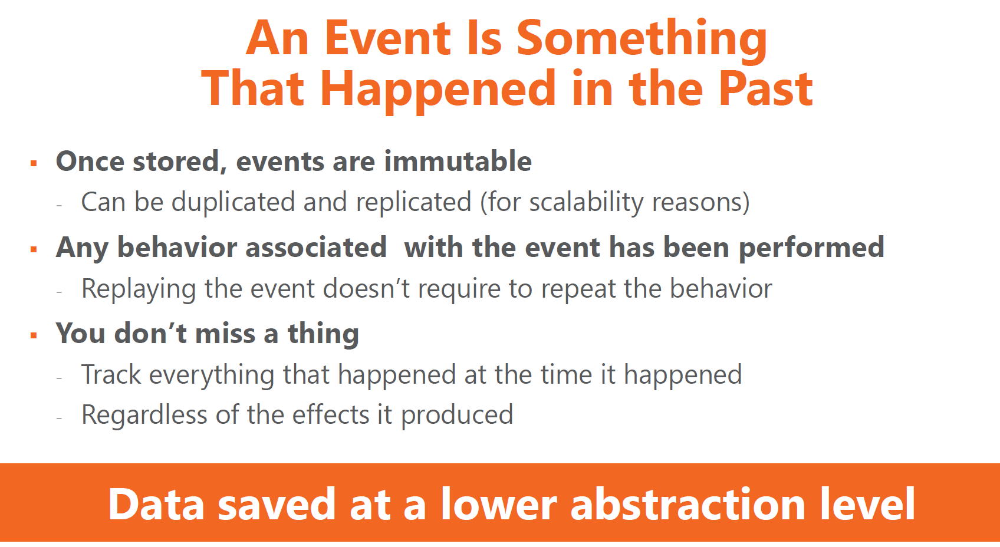 An Event Is Something
That Happened in the Past
▪ Once stored, events are immutable
- Can be duplicated and replicated (for scalability reasons)
▪ Any behavior associated  with the event has been performed
- Replaying the event doesn’t require to repeat the behavior
▪ You don’t miss a thing
- Track everything that happened at the time it happened
- Regardless of the effects it produced
Data saved at a lower abstraction level